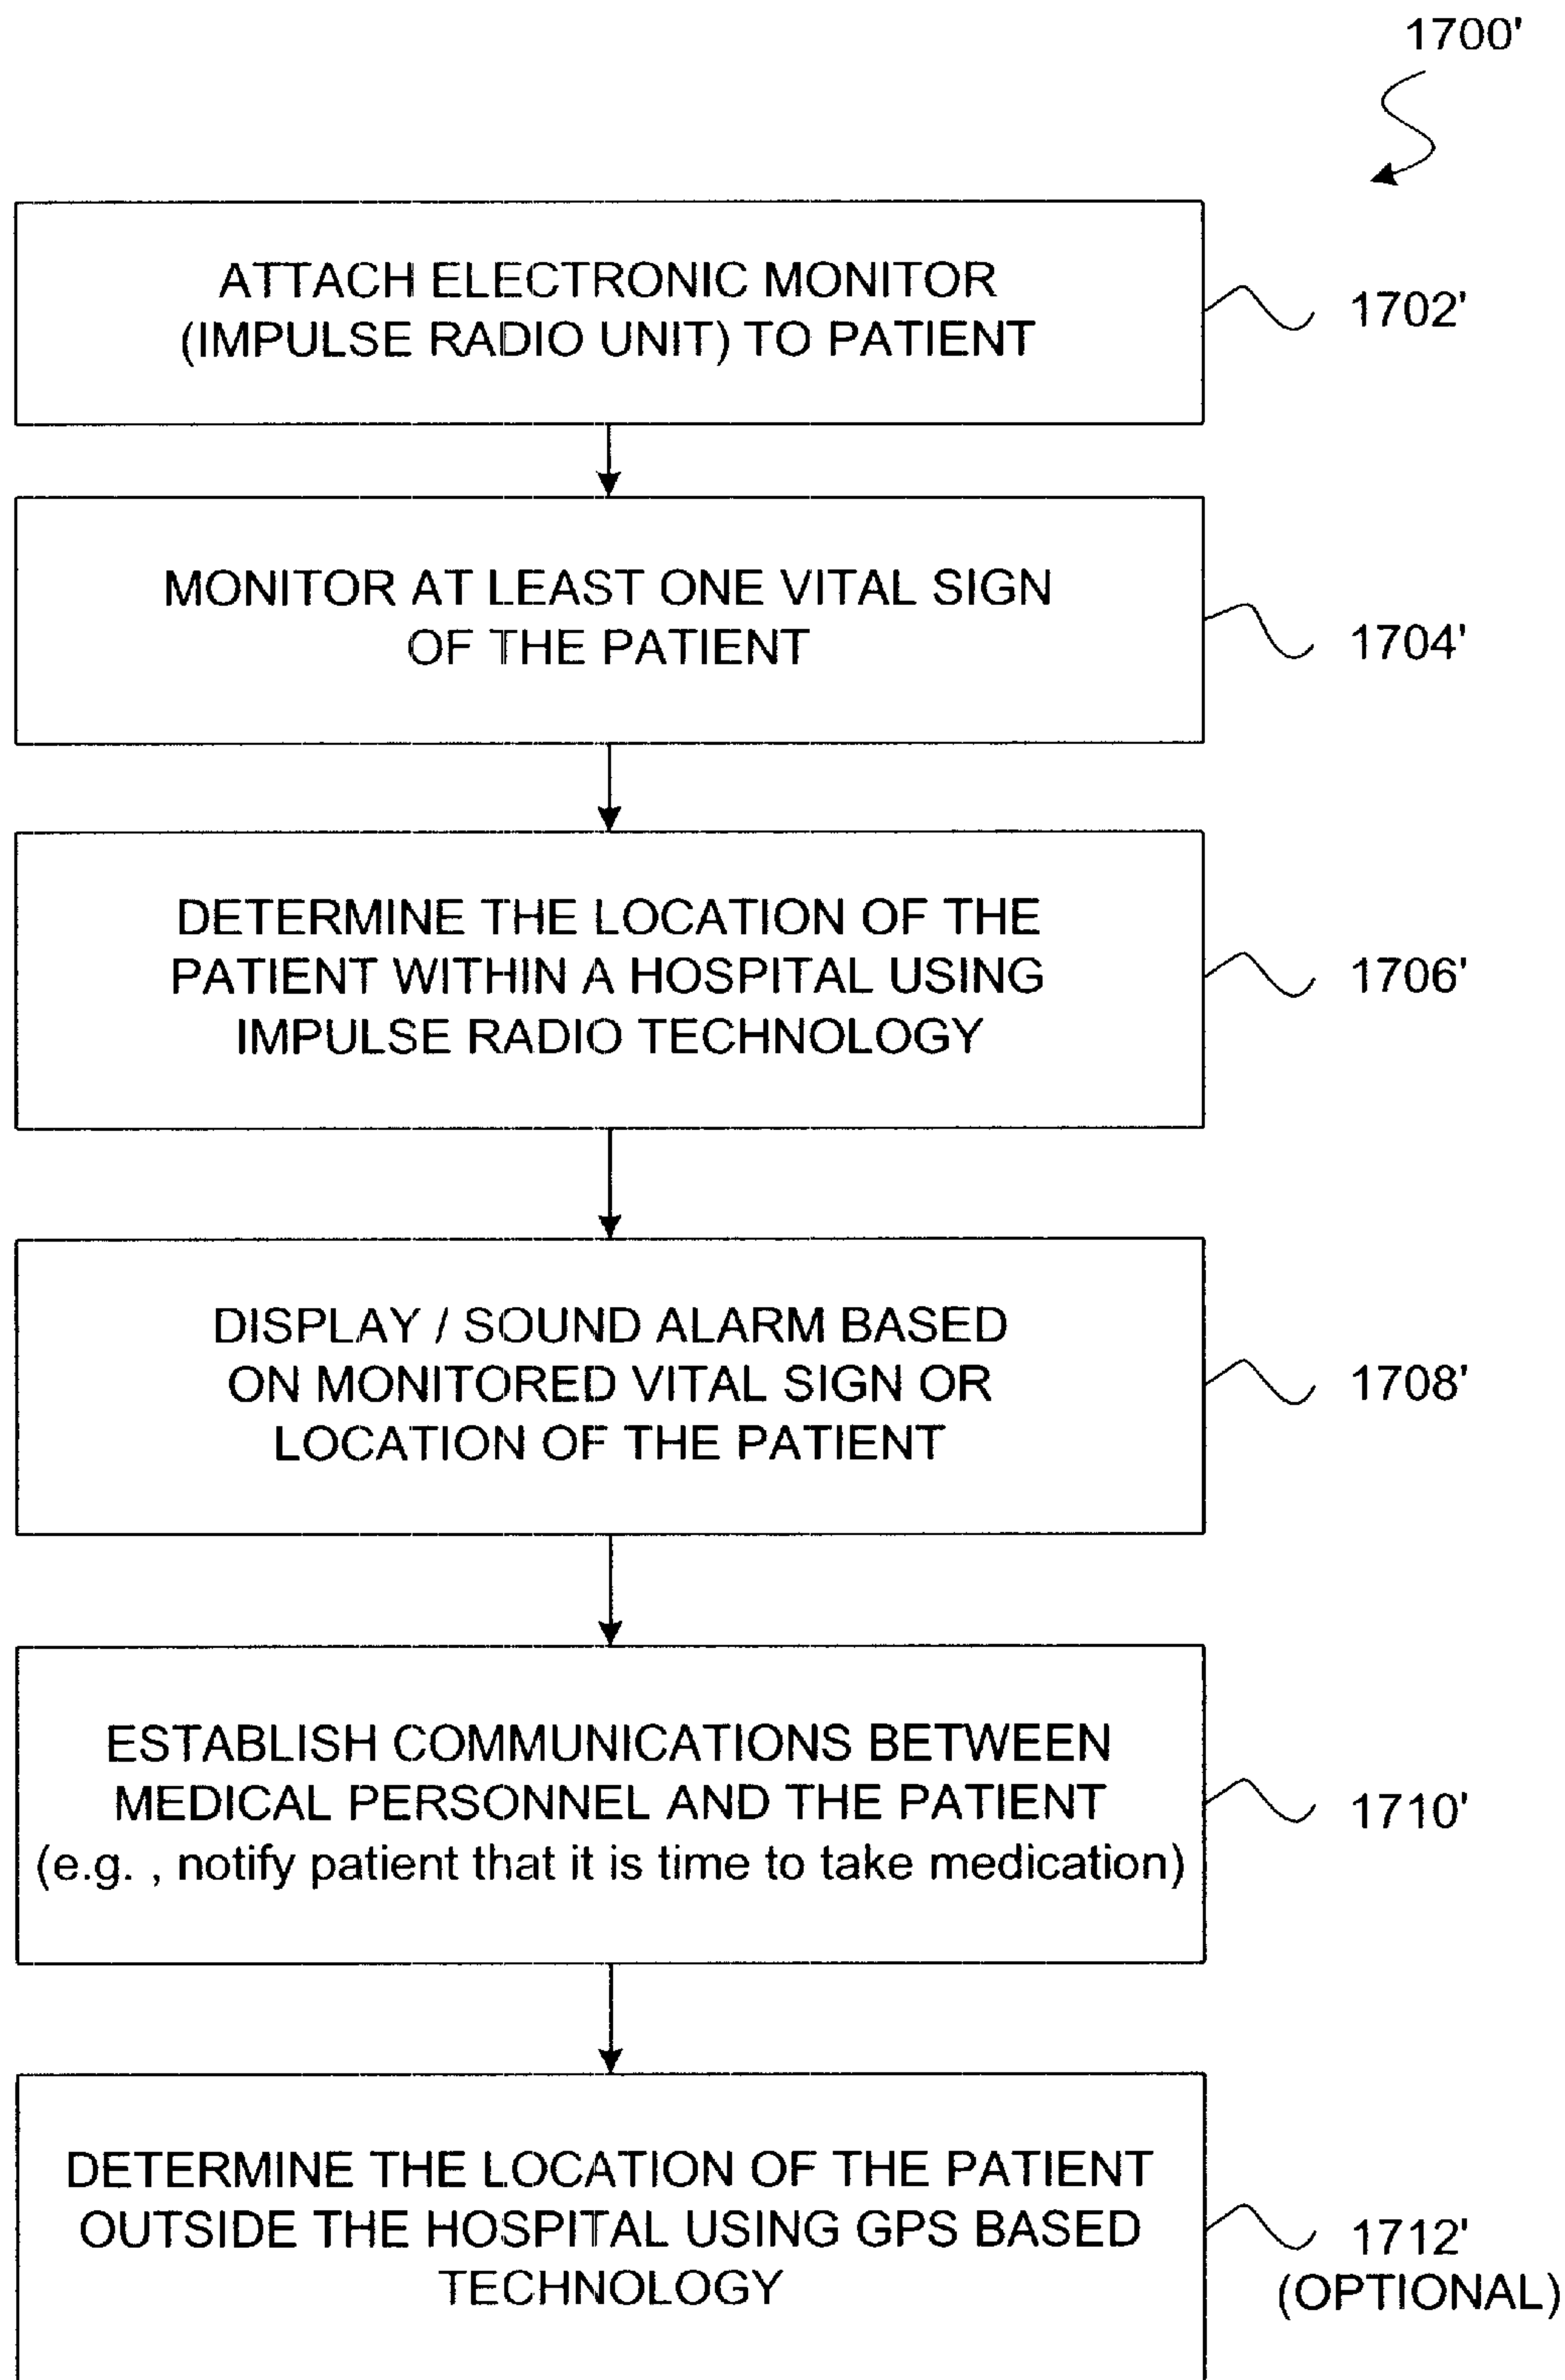 1700'
ATTACH ELECTRONIC MONITOR
(IMPULSE RADIO UNIT) TO PATIENT
1702'
MONITOR AT LEAST ONE VITAL SIGN
OF THE PATIENT
1704'
DETERMINE THE LOCATION OF THE
PATIENT WITHIN A HOSPITAL USING
IMPULSE RADIO TECHNOLOGY
1706'
DISPLAY / SOUND ALARM BASED
ON MONITORED VITAL SIGN OR
LOCATION OF THE PATIENT
1708'
ESTABLISH COMMUNICATIONS BETWEEN
MEDICAL PERSONNEL AND THE PATIENT
(e.g. , notify patient that it is time to take medication)
1710'
DETERMINE THE LOCATION OF THE PATIENT
OUTSIDE THE HOSPITAL USING GPS BASED
TECHNOLOGY
1712'
(OPTIONAL)